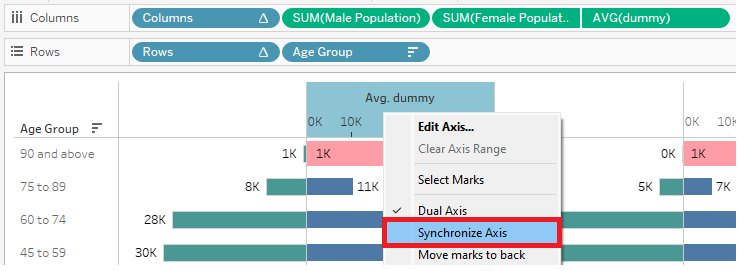 Columns Columns SUM(Male Population) SUM(Female Populat.. AVG(dummy)
Rows Rows Age Group
Avg. dummy
0K 10K 0K 10K
Age Group
Edit Axis...
Clear Axis Range
90 and above 1K 1K 0K 1K
Select Marks
75 to 89 8K 11K 5K 7K
Dual Axis
60 to 74 28K
Synchronize Axis
45 to 59 30K
Move marks to back